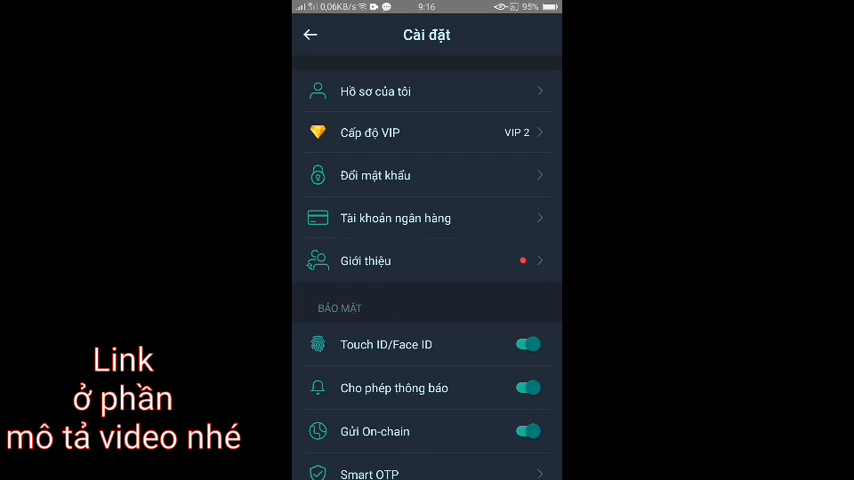 0,06KB/s 9:16 95%
Cài đặt
Hồ sơ của tôi
Cấp độ VIP VIP 2
Đổi mật khẩu
Tài khoản ngân hàng
Giới thiệu
BẢO MẬT
Touch ID/Face ID
Cho phép thông báo
Gửi On-chain
Smart OTP
Link
ở phần
mô tả video nhé